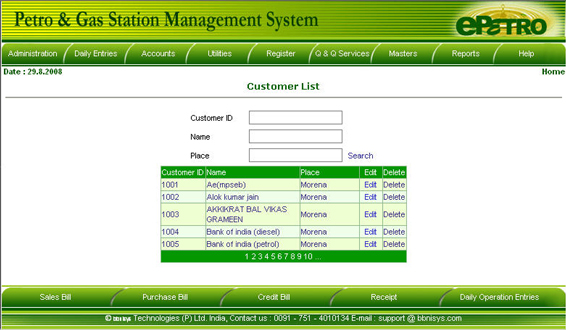 Petro & Gas Station Management System
ePETRO
Administration Daily Entries Accounts Utilities Register Q & Q Services Masters Reports Help
Date : 29.8.2008 Home
Customer List
Customer ID
Name
Place Search
Customer ID Name Place Edit Delete
1001 Ae(mpseb) Morena Edit Delete
1002 Alok kumar jain Morena Edit Delete
1003 AKKIKRAT BAL VIKAS GRAMEEN Morena Edit Delete
1004 Bank of india (diesel) Morena Edit Delete
1005 Bank of india (petrol) Morena Edit Delete
1 2 3 4 5 6 7 8 9 10 ...
Sales Bill Purchase Bill Credit Bill Receipt Daily Operation Entries
© bbnisys Technologies (P) Ltd. India, Contact us : 0091 - 751 - 4010134 E-mail : support @ bbnisys.com